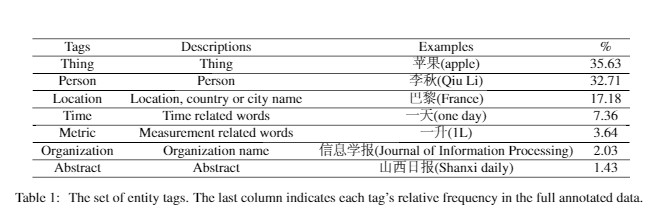 Tags Descriptions Examples %
Thing Thing 苹果(apple) 35.63
Person Person 李秋(Qiu Li) 32.71
Location Location, country or city name 巴黎(France) 17.18
Time Time related words 一天(one day) 7.36
Metric Measurement related words 一升(1L) 3.64
Organization Organization name 信息学报(Journal of Information Processing) 2.03
Abstract Abstract 山西日报(Shanxi daily) 1.43
Table 1: The set of entity tags. The last column indicates each tag's relative frequency in the full annotated data.